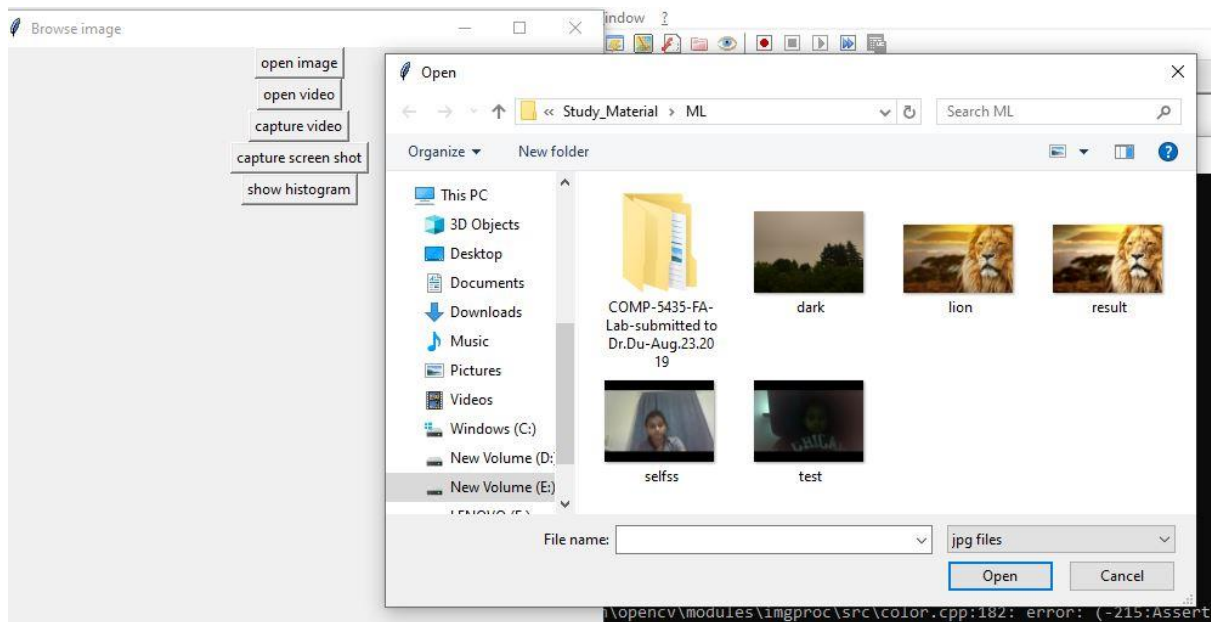 Browse image
indow ?
open image
open video
capture video
capture screen shot
show histogram
Open
« Study_Material > ML
Search ML
Organize
New folder
This PC
3D Objects
Desktop
Documents
Downloads
Music
Pictures
Videos
Windows (C:)
New Volume (D:
New Volume (E:)
COMP-5435-FA-
Lab-submitted to
Dr.Du-Aug.23.20
19
dark
lion
result
selfss
test
File name:
jpg files
Open
Cancel
n\opencv\modules\imgproc\src\color.cpp:182: error: (-215:Assert